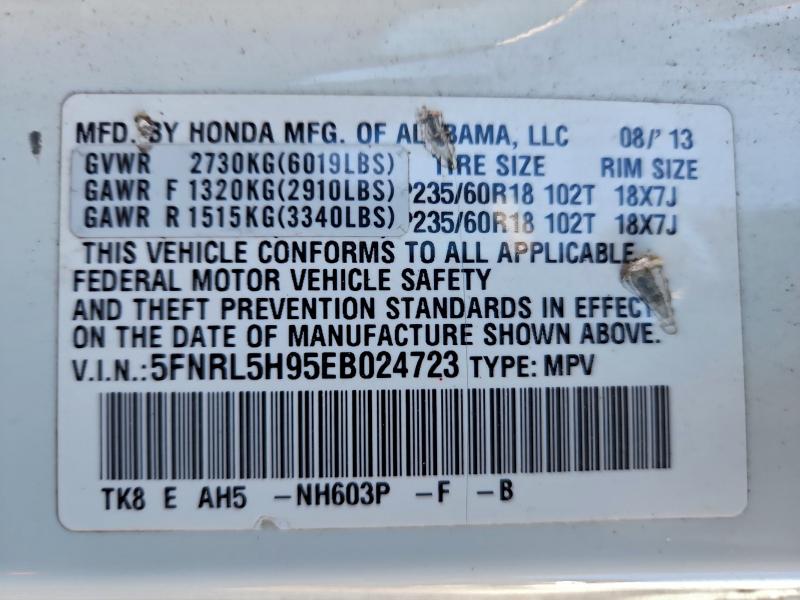 MFD. BY HONDA MFG. OF ALABAMA, LLC 08/'13
GVWR 2730KG(6019LBS) TIRE SIZE RIM SIZE
GAWR F 1320KG(2910LBS) P235/60R18 102T 18X7J
GAWR R 1515KG(3340LBS) P235/60R18 102T 18X7J
THIS VEHICLE CONFORMS TO ALL APPLICABLE
FEDERAL MOTOR VEHICLE SAFETY
AND THEFT PREVENTION STANDARDS IN EFFECT
ON THE DATE OF MANUFACTURE SHOWN ABOVE.
V.I.N.: 5FNRL5H95EB024723 TYPE: MPV
TK8 E AH5 -NH603P -F -B